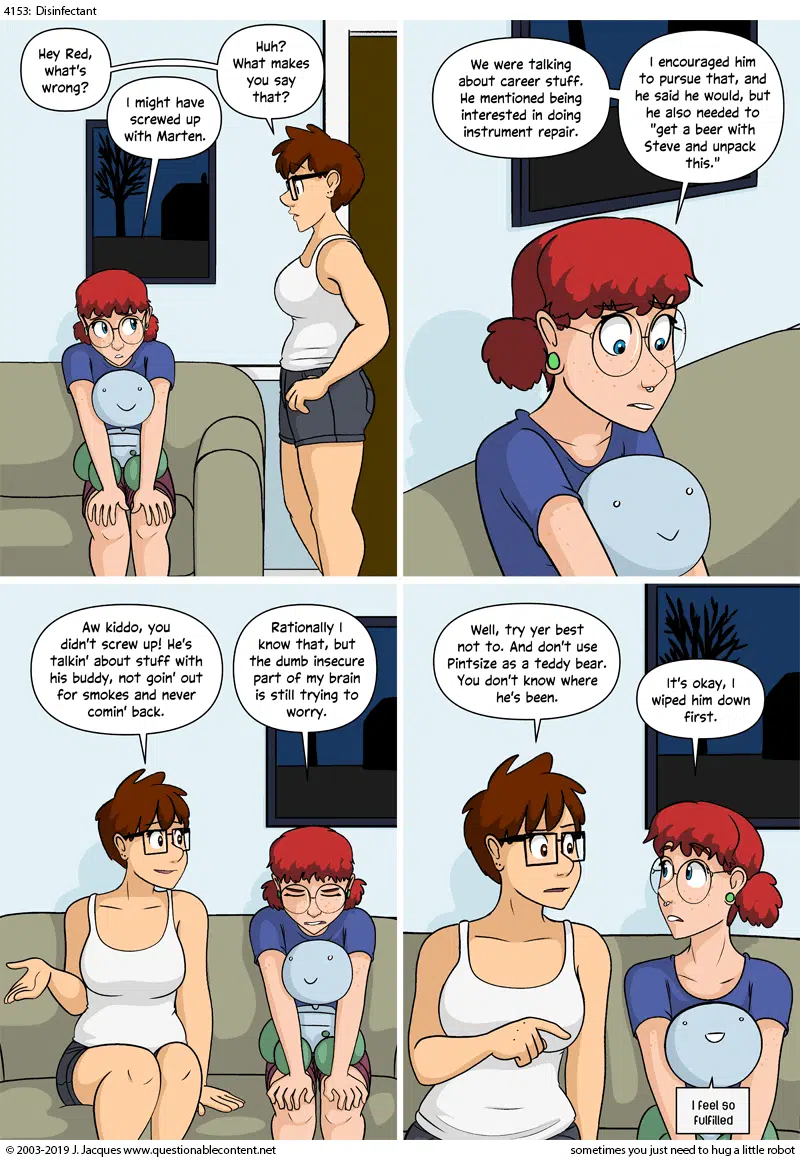 4153: Disinfectant
Hey Red,
what's
wrong?
Huh?
What makes
you say
that?
I might have
screwed up
with Marten.
We were talking
about career stuff.
He mentioned being
interested in doing
instrument repair.
I encouraged him
to pursue that, and
he said he would, but
he also needed to
"get a beer with
Steve and unpack
this."
Aw kiddo, you
didn't screw up! He's
talkin' about stuff with
his buddy, not goin' out
for smokes and never
comin' back.
Rationally I
know that, but
the dumb insecure
part of my brain
is still trying to
worry.
Well, try yer best
not to. And don't use
Pintsize as a teddy bear.
You don't know where
he's been.
It's okay, I
wiped him down
first.
I feel so
fulfilled
© 2003-2019 J. Jacques www.questionablecontent.net
sometimes you just need to hug a little robot